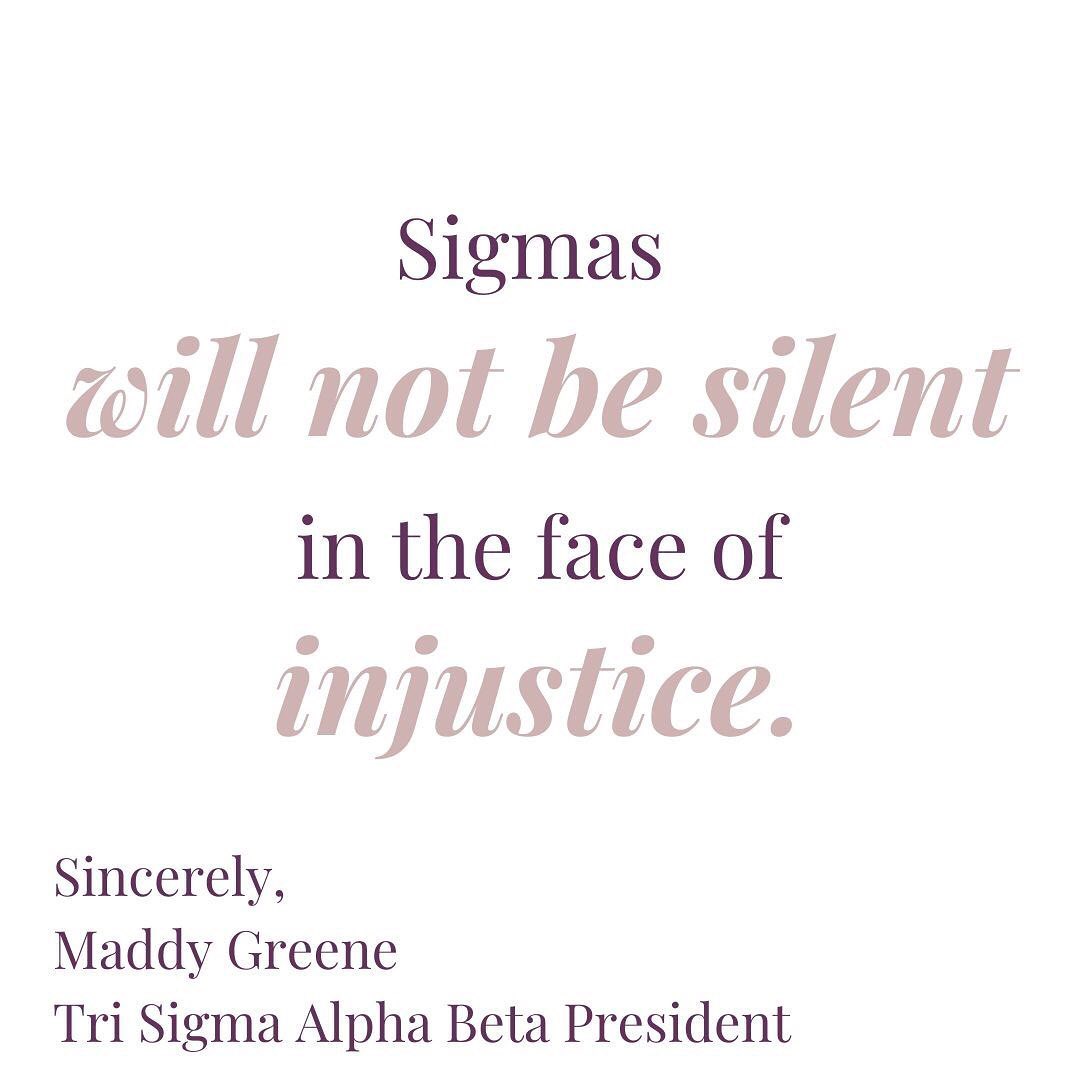 Sigmas
will not be silent
in the face of
injustice.
Sincerely,
Maddy Greene
Tri Sigma Alpha Beta President